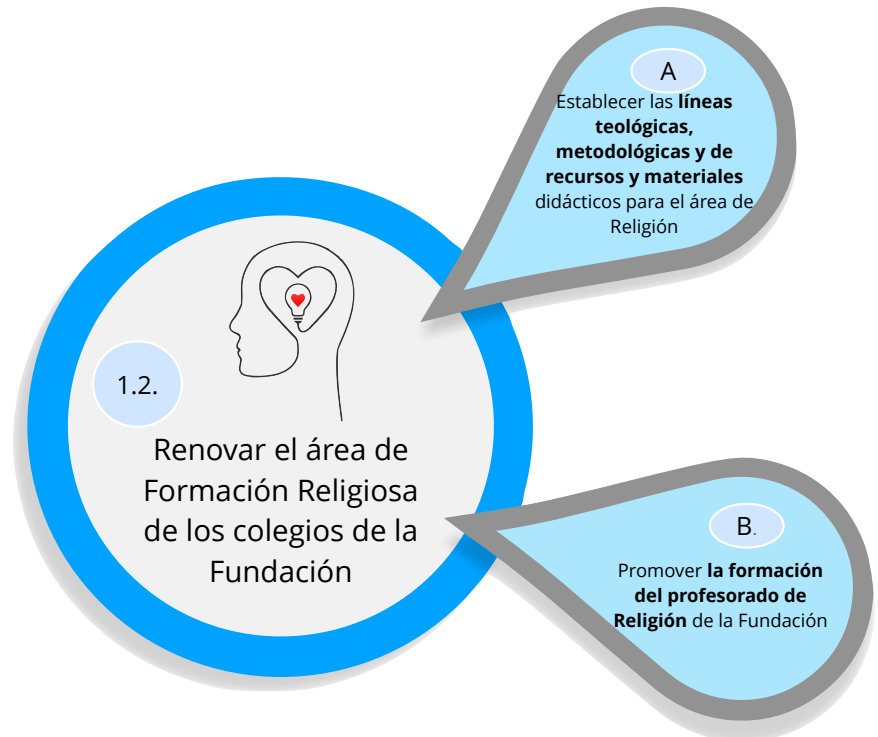 A
Establecer las líneas
teológicas,
metodológicas y de
recursos y materiales
didácticos para el área de
Religión
1.2.
Renovar el área de
Formación Religiosa
de los colegios de la
Fundación
B.
Promover la formación
del profesorado de
Religión de la Fundación